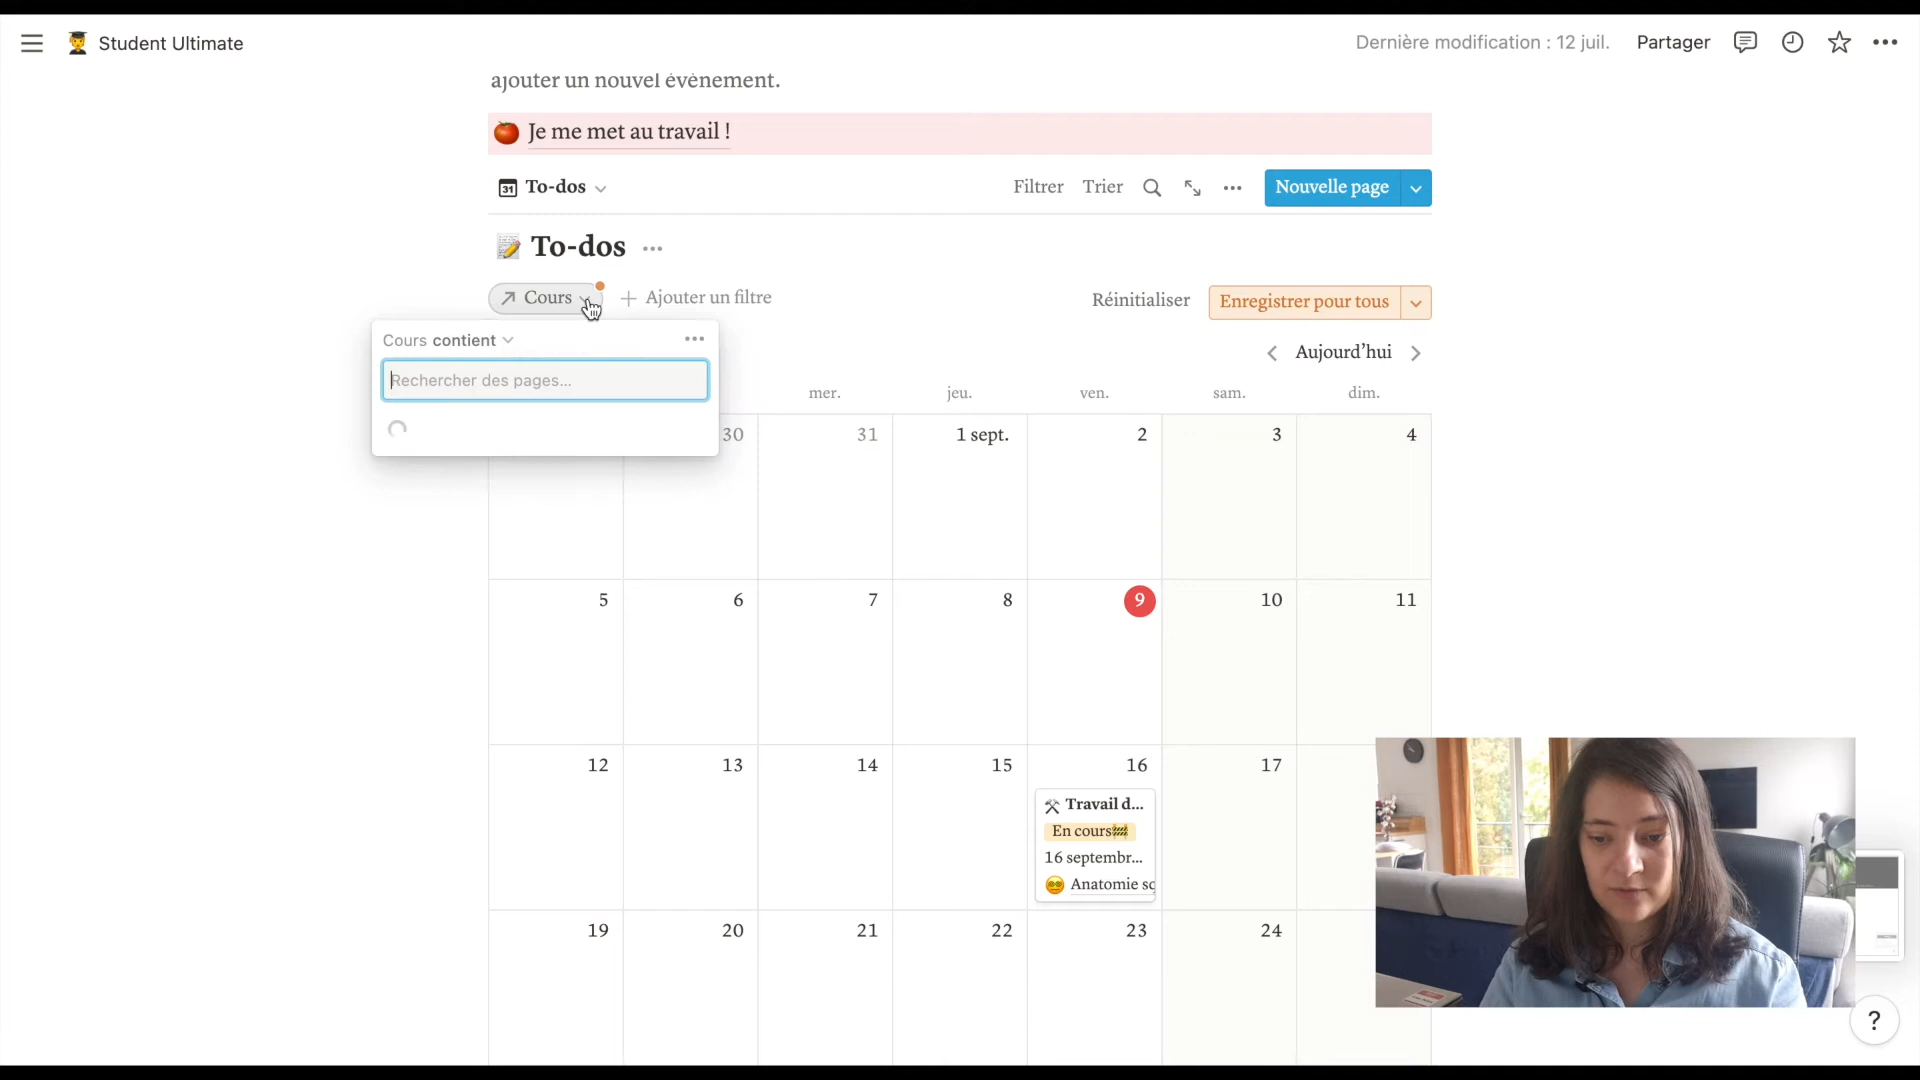 Student Ultimate
Dernière modification : 12 juil.
Partager
ajouter un nouvel évènement.
Je me met au travail !
To-dos
Filtrer
Trier
Nouvelle page
To-dos
Cours
Ajouter un filtre
Réinitialiser
Enregistrer pour tous
Cours contient
Rechercher des pages...
Aujourd’hui
mer.
jeu.
ven.
sam.
dim.
30
31
1 sept.
2
3
4
5
6
7
8
9
10
11
12
13
14
15
16
17
Travail d...
En cours
16 septembr...
Anatomie sq
19
20
21
22
23
24
?